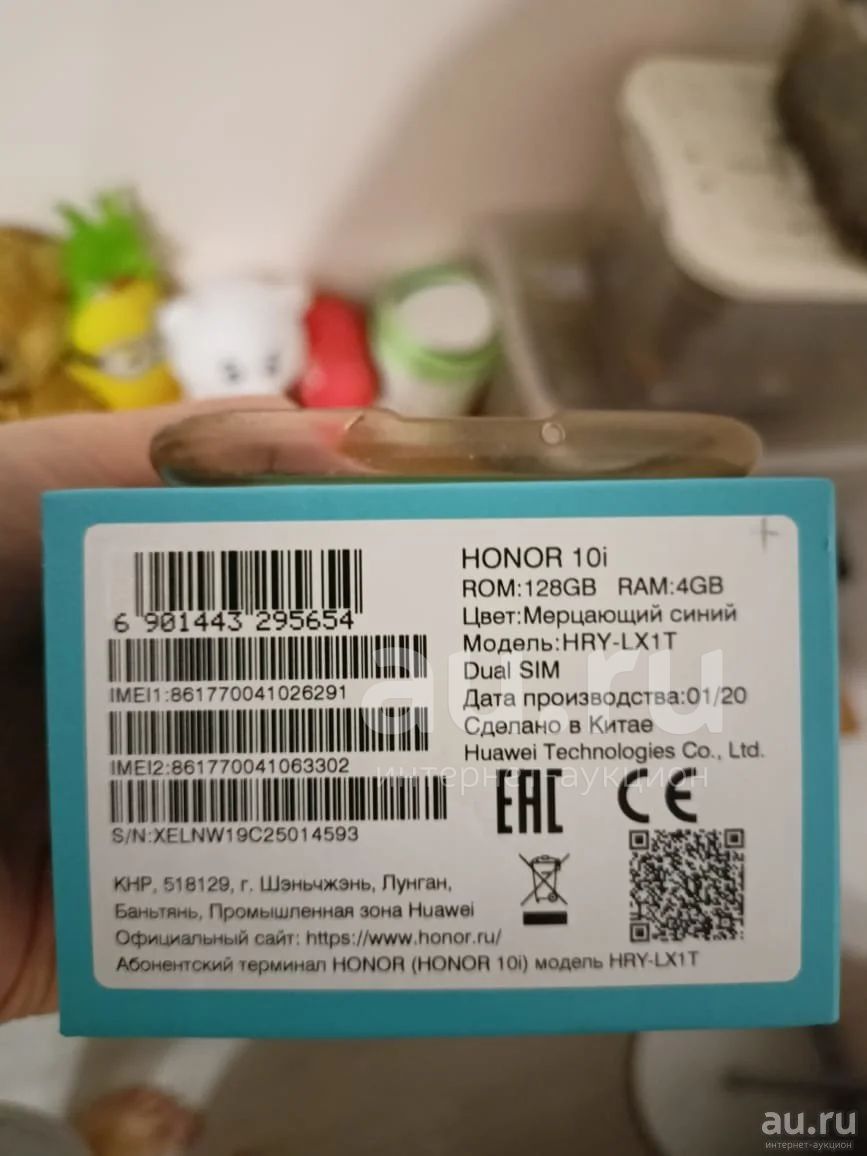 6 901443 295654
IMEI1:861770041026291
IMEI2:861770041063302
S/N:XELNW19C25014593
HONOR 10i
ROM:128GB RAM:4GB
Цвет:Мерцающий синий
Модель:HRY-LX1T
Dual SIM
Дата производства:01/20
Сделано в Китае
Huawei Technologies Co., Ltd.
EAC CE
КНР, 518129, г. Шэньчжэнь, Лунган,
Баньтянь, Промышленная зона Huawei
Официальный сайт: https://www.honor.ru/
Абонентский терминал HONOR (HONOR 10i) модель HRY-LX1T
au.ru
интернет-аукцион
au.ru
интернет-аукцион